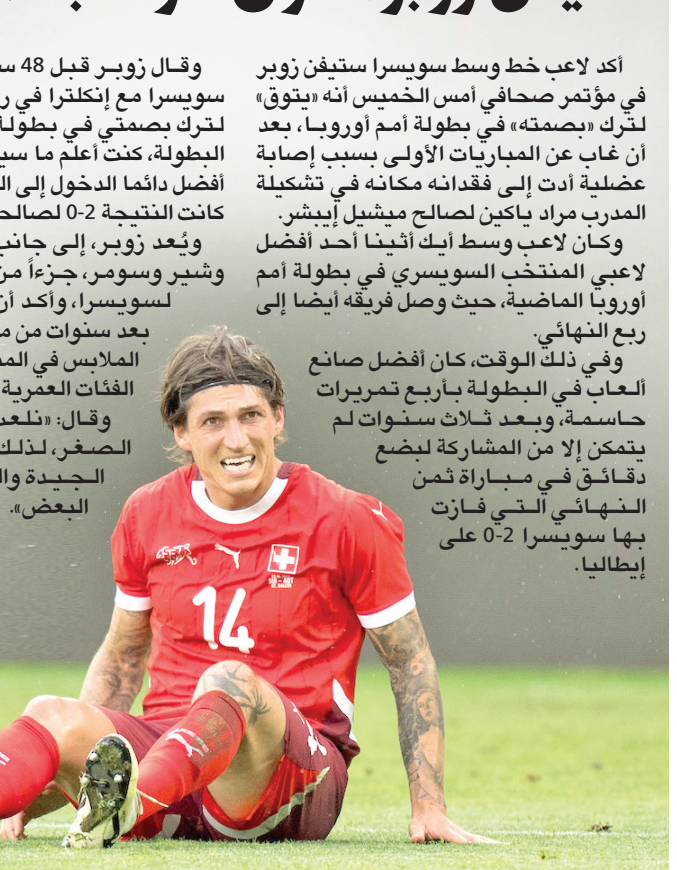 أكد لاعب خط وسط سويسرا ستيفن زوبر
في مؤتمر صحافي أمس الخميس أنه «يتوق»
لترك «بصمته» في بطولة أمم أوروبا، بعد
أن غاب عن المباريات الأولى بسبب إصابة
عضلية أدت إلى فقدانه مكانه في تشكيلة
المدرب مراد ياكين لصالح ميشيل إيبشر.
وكان لاعب وسط أيك أثينا أحد أفضل
لاعبي المنتخب السويسري في بطولة أمم
أوروبا الماضية، حيث وصل فريقه أيضا إلى
ربع النهائي.
وفي ذلك الوقت، كان أفضل صانع
ألعاب في البطولة بأربع تمريرات
حاسمة، وبعد ثلاث سنوات لم
يتمكن إلا من المشاركة لبضع
دقائق في مباراة ثمن
النهائي التي فازت
بها سويسرا 2-0 على
إيطاليا.
وقال زوبر قبل 48
سويسرا مع إنكلترا في
لترك بصمتي في بطولة
البطولة، كنت أعلم ما
أفضل دائما الدخول إلى
كانت النتيجة 2-0 لصالح
ويُعد زوبر، إلى جانب
وشير وسومر، جزءاً من
لسويسرا، وأكد أن
بعد سنوات من
الملابس في
الفئات العمرية
وقال: «نلعب
الصغر، لذلك
الجيدة
البعض».
14